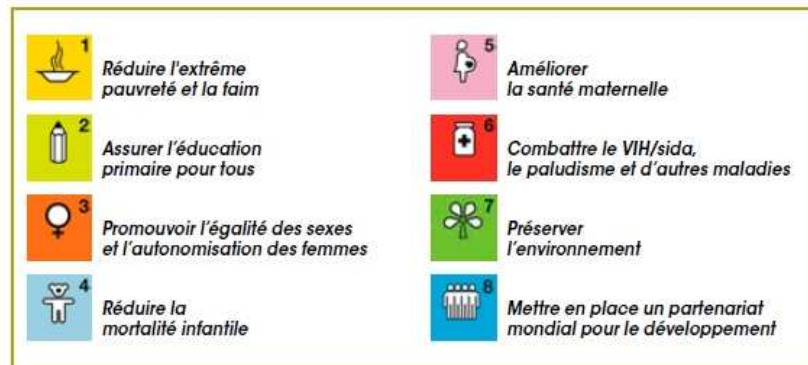 1
Réduire l'extrême
pauvreté et la faim
2
Assurer l'éducation
primaire pour tous
3
Promouvoir l'égalité des sexes
et l'autonomisation des femmes
4
Réduire la
mortalité infantile
5
Améliorer
la santé maternelle
6
Combattre le VIH/sida,
le paludisme et d'autres maladies
7
Préserver
l'environnement
8
Mettre en place un partenariat
mondial pour le développement